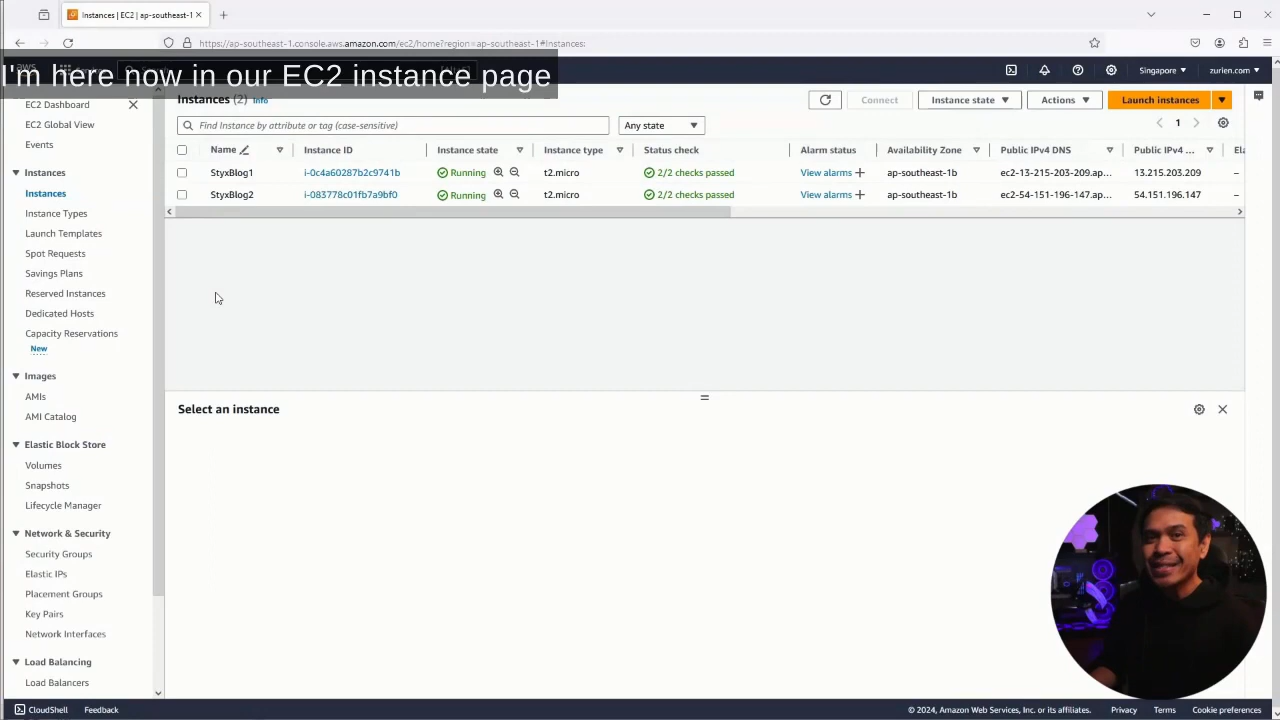 Instances | EC2 | ap-southeast-1
https://ap-southeast-1.console.aws.amazon.com/ec2/home?region=ap-southeast-1#Instances:
aws
I'm here now in our EC2 instance page
Singapore
zurien.com
EC2 Dashboard
EC2 Global View
Events
Instances
Instances
Instance Types
Launch Templates
Spot Requests
Savings Plans
Reserved Instances
Dedicated Hosts
Capacity Reservations
New
Images
AMIs
AMI Catalog
Elastic Block Store
Volumes
Snapshots
Lifecycle Manager
Network & Security
Security Groups
Elastic IPs
Placement Groups
Key Pairs
Network Interfaces
Load Balancing
Load Balancers
Instances (2) Info
Connect
Instance state
Actions
Launch instances
Find Instance by attribute or tag (case-sensitive)
Any state
1
Name Instance ID Instance state Instance type Status check Alarm status Availability Zone Public IPv4 DNS Public IPv4 ... Ela
StyxBlog1 i-0c4a60287b2c9741b Running t2.micro 2/2 checks passed View alarms + ap-southeast-1b ec2-13-215-203-209.ap... 13.215.203.209 –
StyxBlog2 i-083778c01fb7a9bf0 Running t2.micro 2/2 checks passed View alarms + ap-southeast-1b ec2-54-151-196-147.ap... 54.151.196.147 –
Select an instance
CloudShell Feedback
© 2024, Amazon Web Services, Inc. or its affiliates. Privacy Terms Cookie preferences